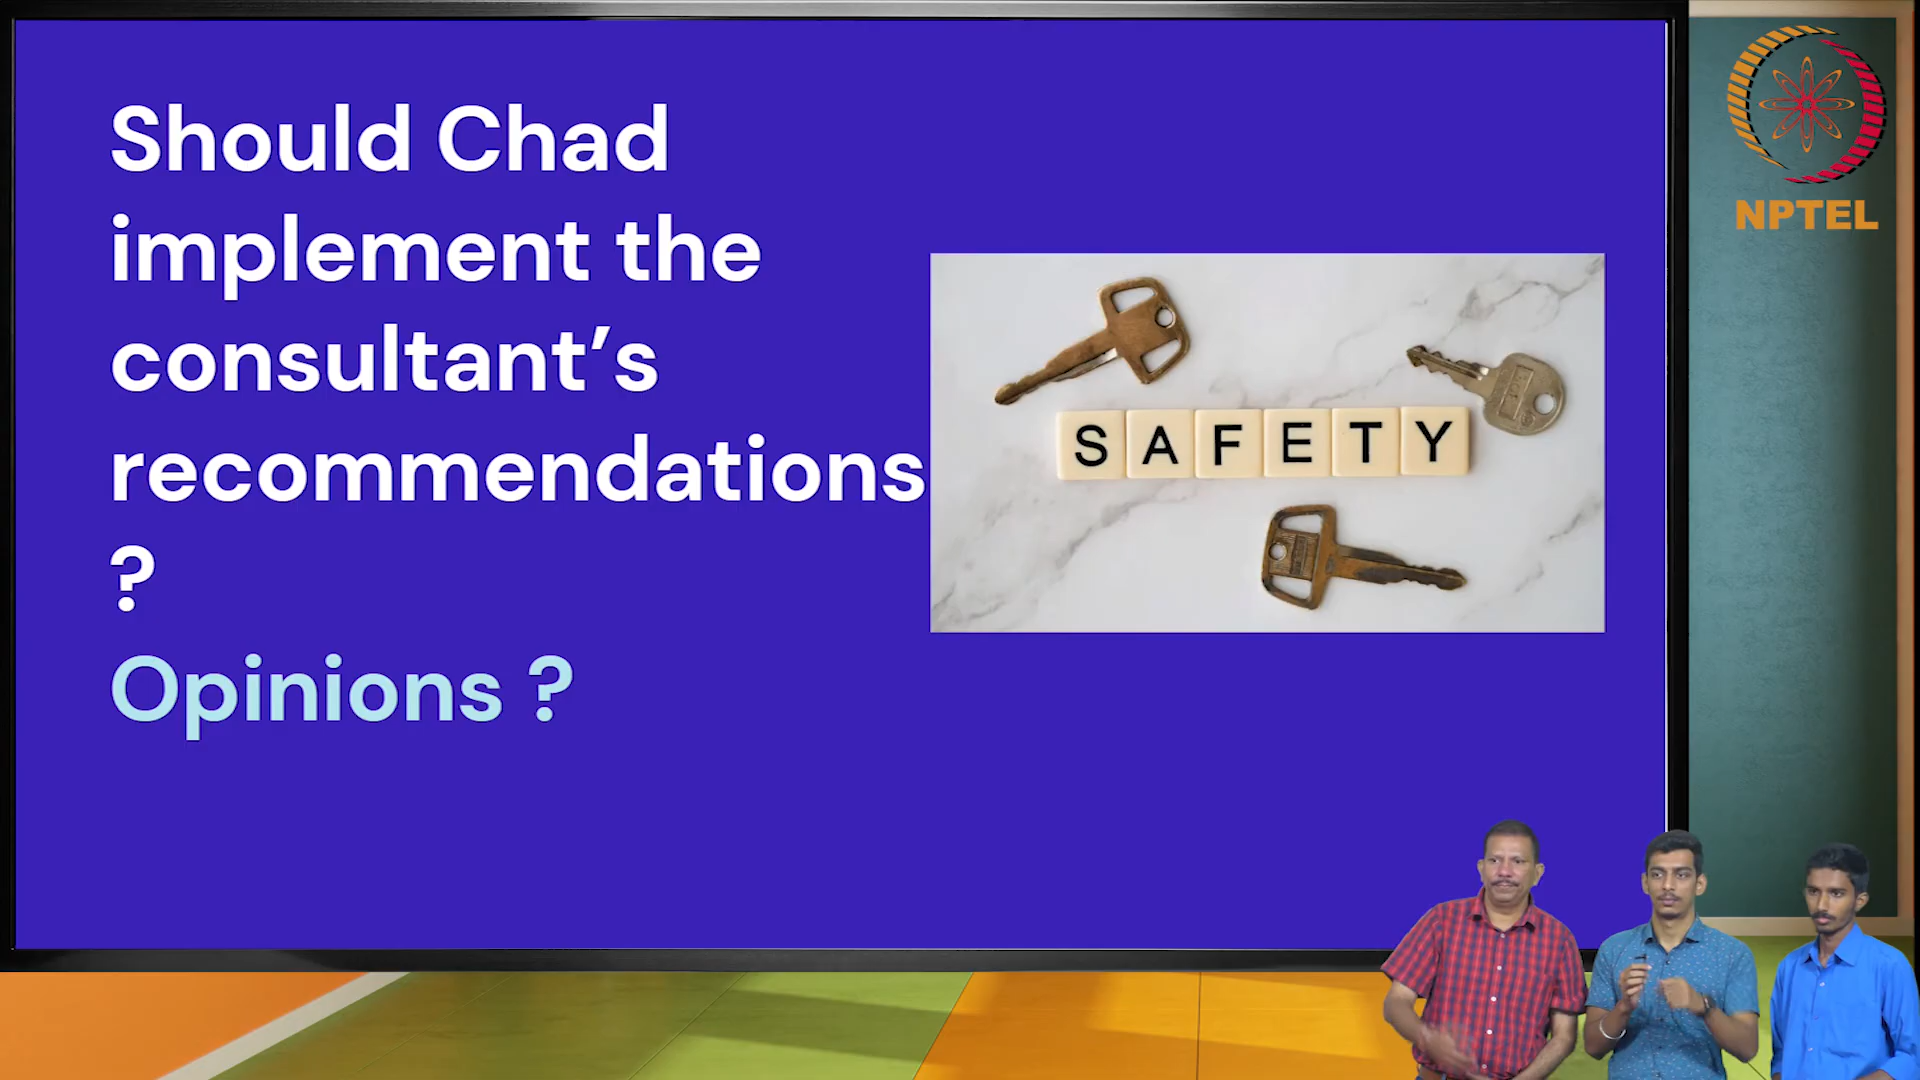 Should Chad
implement the
consultant’s
recommendations
?
Opinions ?
SAFETY
NPTEL